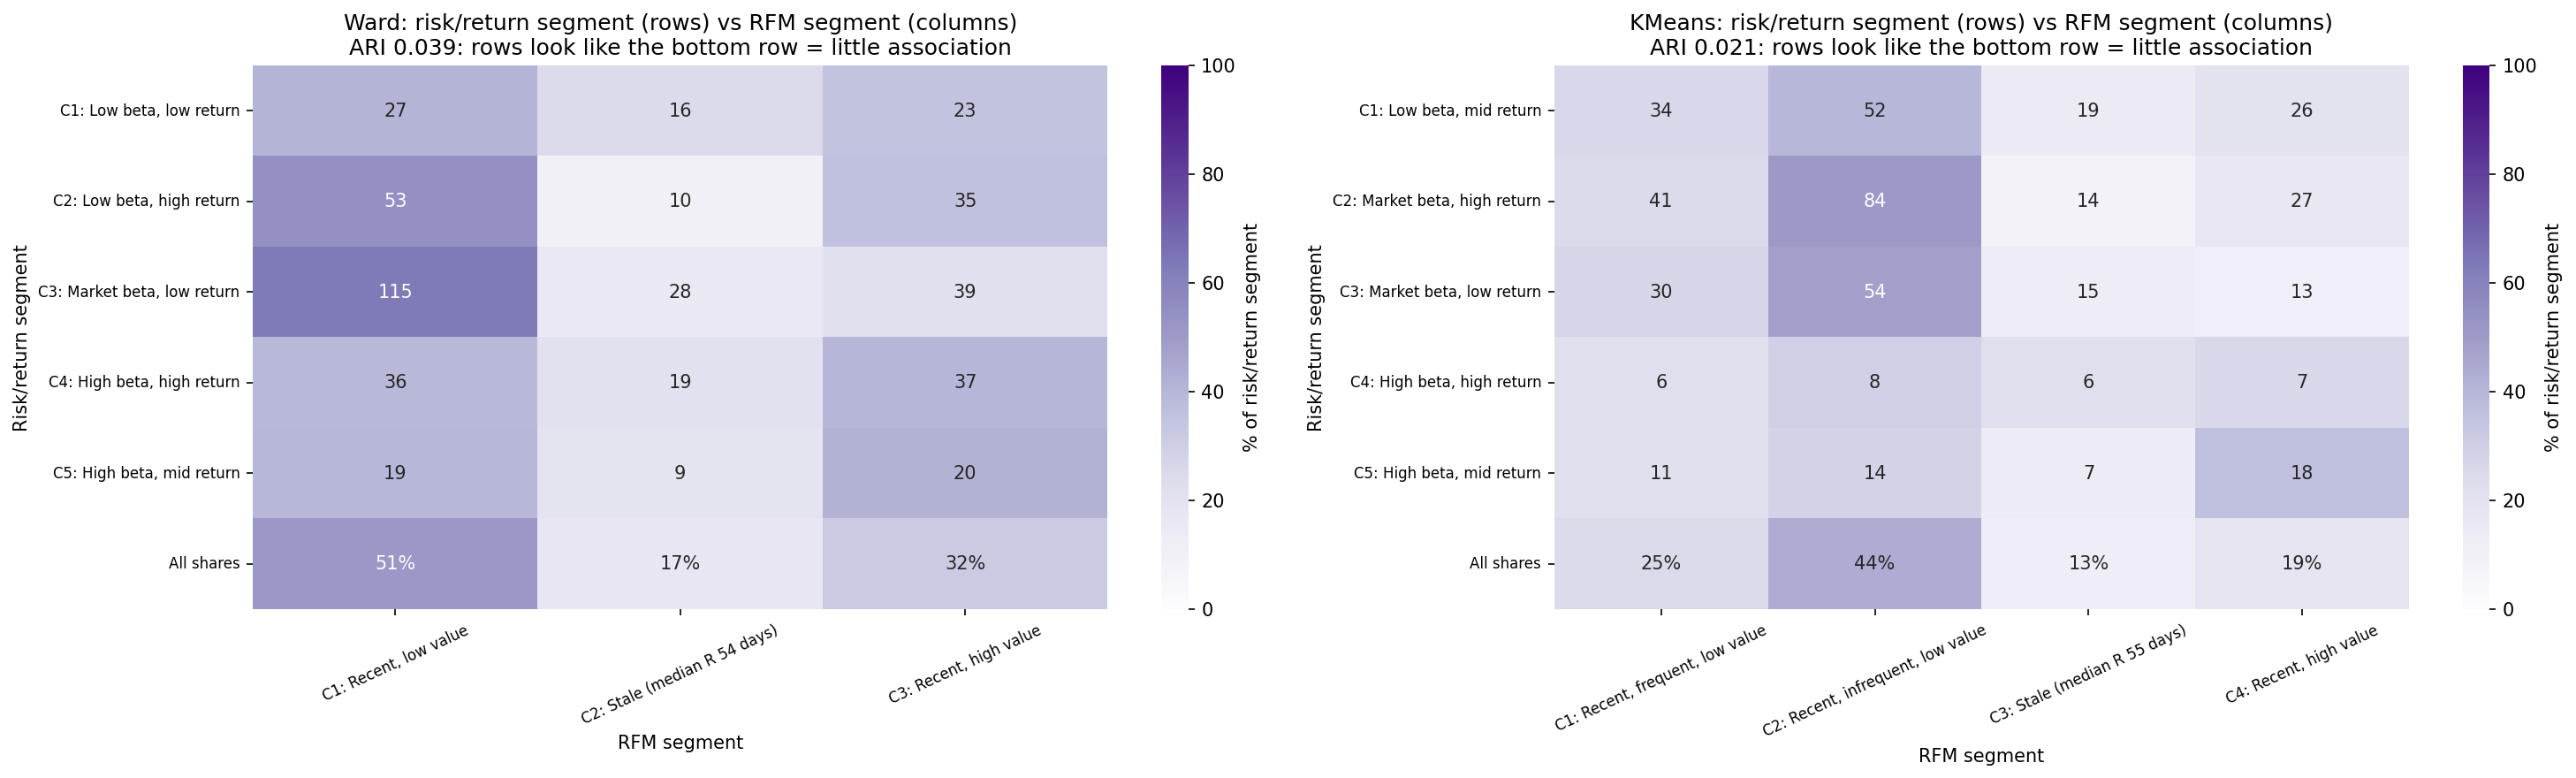 Ward: risk/return segment (rows) vs RFM segment (columns)
ARI 0.039: rows look like the bottom row = little association
Risk/return segment
C1: Low beta, low return 27 16 23
C2: Low beta, high return 53 10 35
C3: Market beta, low return 115 28 39
C4: High beta, high return 36 19 37
C5: High beta, mid return 19 9 20
All shares 51% 17% 32%
C1: Recent, low value
C2: Stale (median R 54 days)
C3: Recent, high value
RFM segment
100
80
60
40
20
0
% of risk/return segment
KMeans: risk/return segment (rows) vs RFM segment (columns)
ARI 0.021: rows look like the bottom row = little association
Risk/return segment
C1: Low beta, mid return 34 52 19 26
C2: Market beta, high return 41 84 14 27
C3: Market beta, low return 30 54 15 13
C4: High beta, high return 6 8 6 7
C5: High beta, mid return 11 14 7 18
All shares 25% 44% 13% 19%
C1: Recent, frequent, low value
C2: Recent, infrequent, low value
C3: Stale (median R 55 days)
C4: Recent, high value
RFM segment
100
80
60
40
20
0
% of risk/return segment